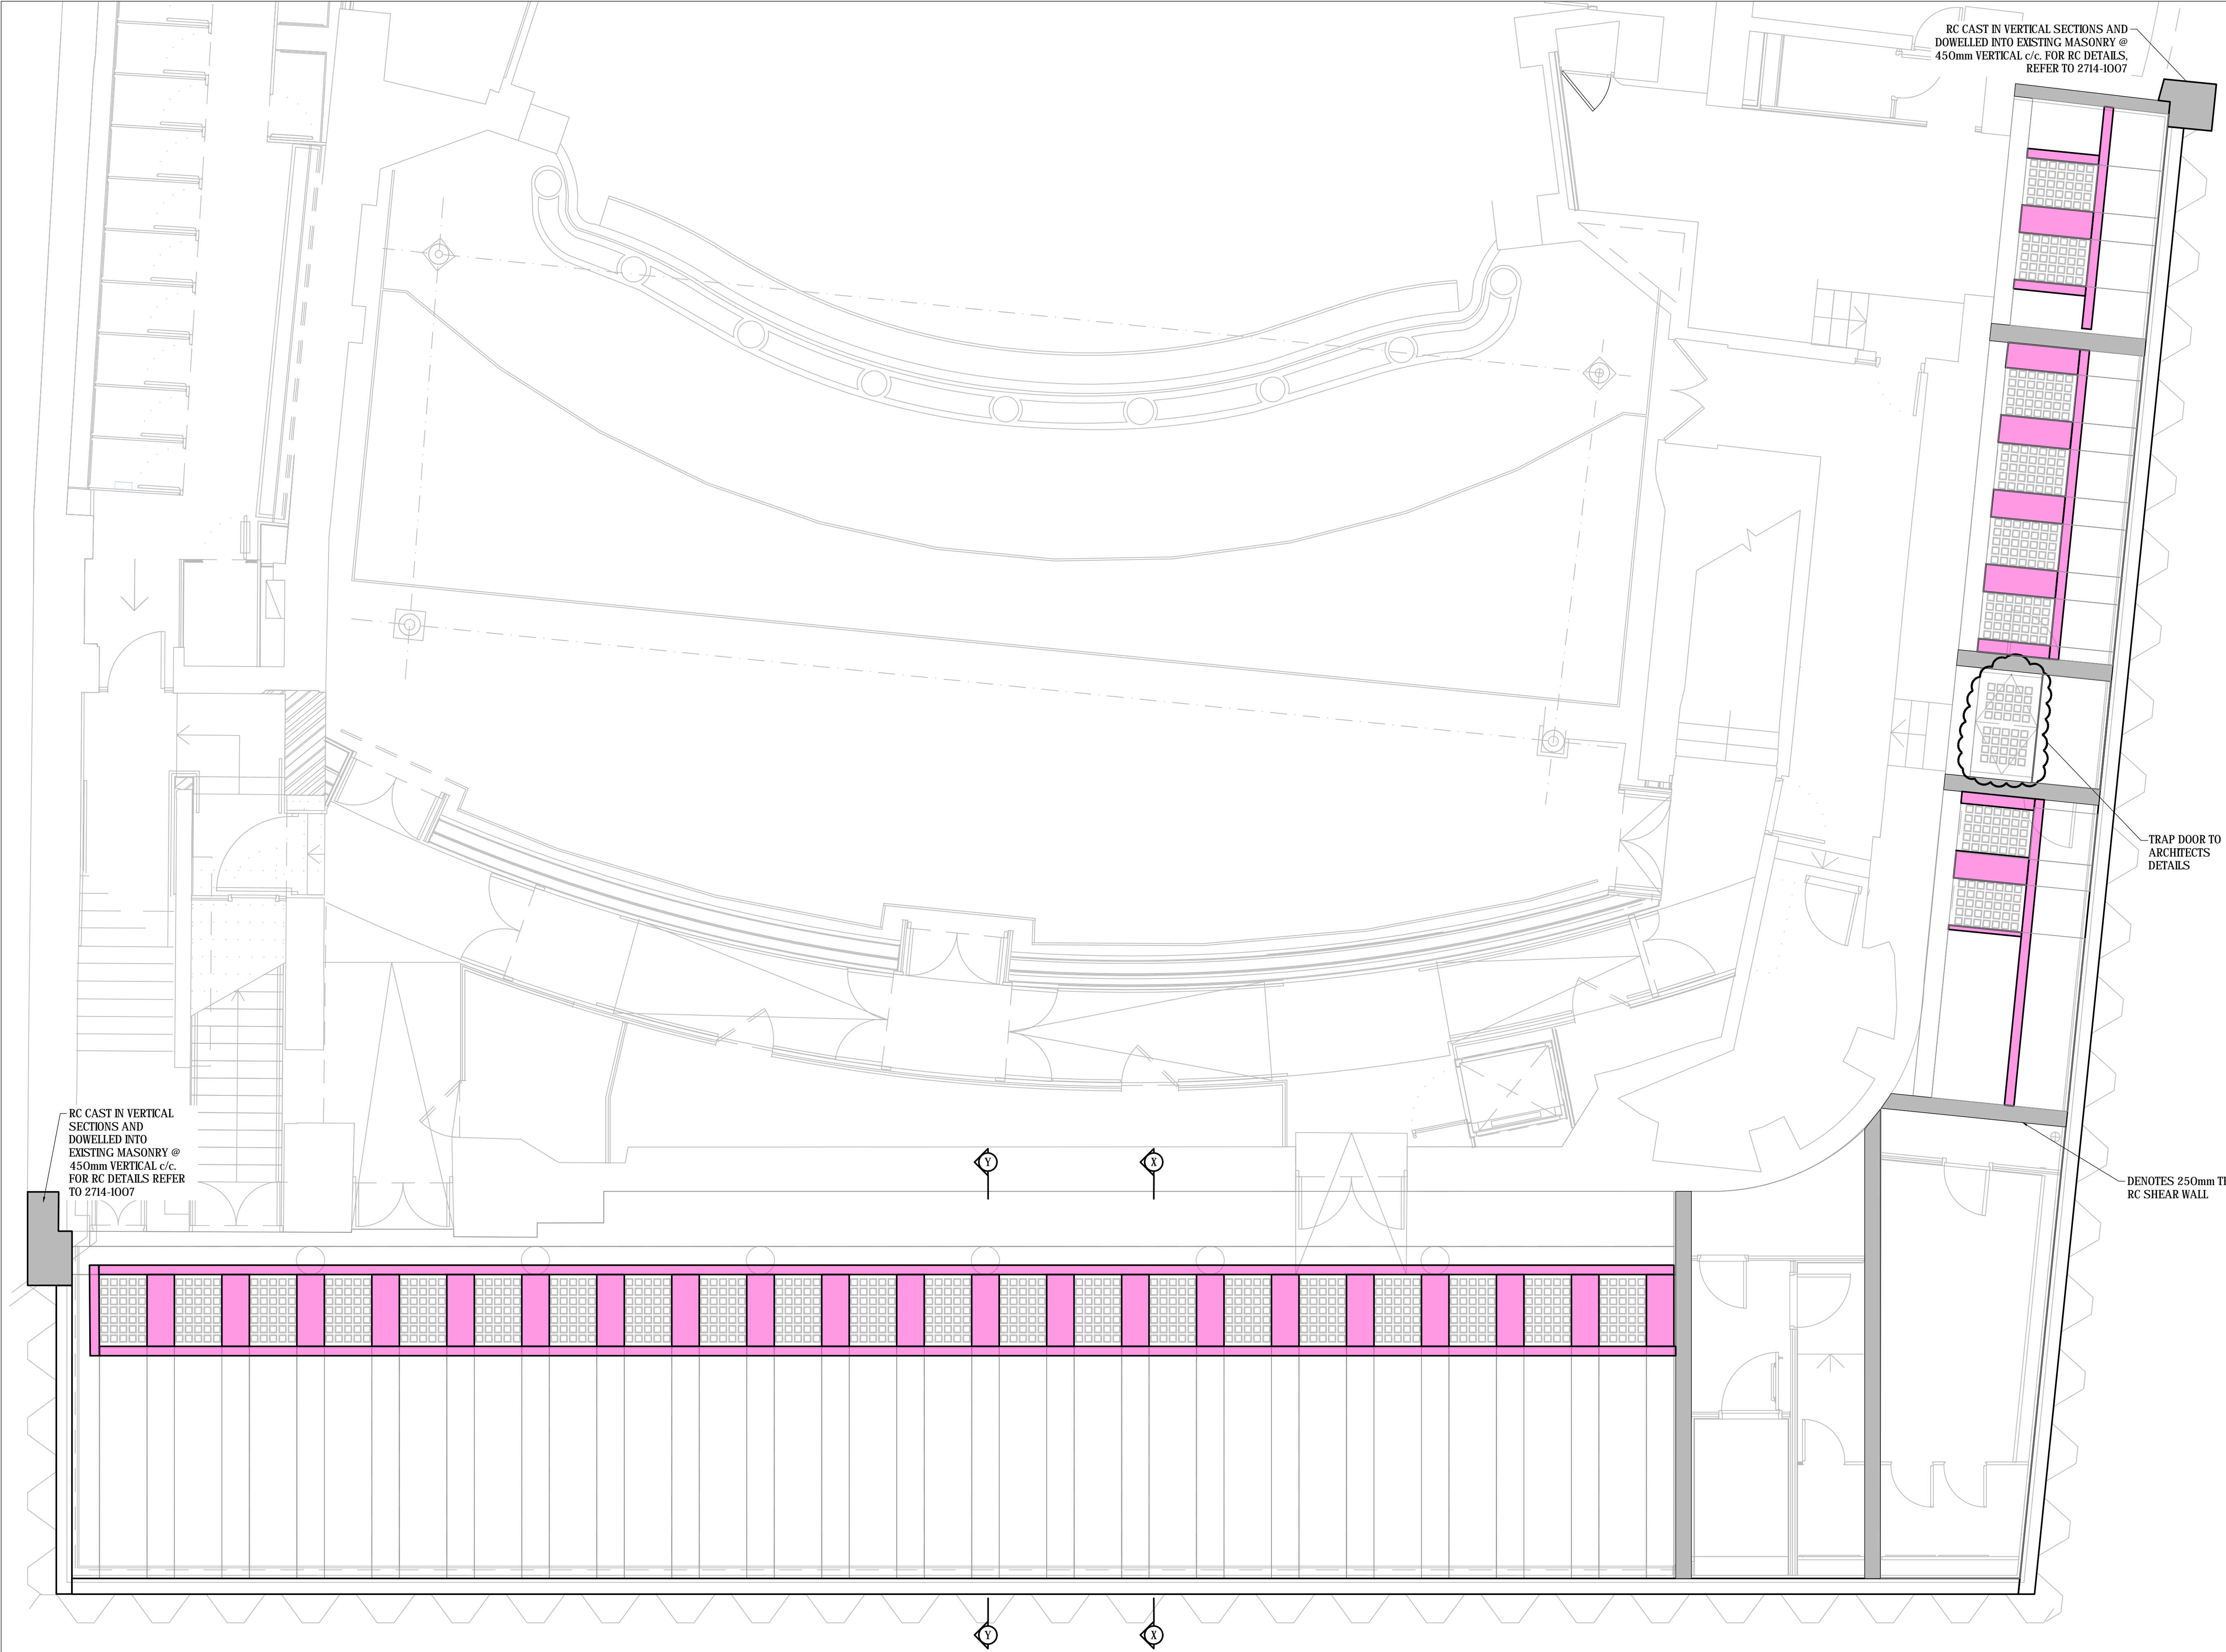 RC CAST IN VERTICAL SECTIONS AND
DOWELLED INTO EXISTING MASONRY @
450mm VERTICAL c/c. FOR RC DETAILS,
REFER TO 2714-1007
TRAP DOOR TO
ARCHITECTS
DETAILS
RC CAST IN VERTICAL
SECTIONS AND
DOWELLED INTO
EXISTING MASONRY @
450mm VERTICAL c/c.
FOR RC DETAILS REFER
TO 2714-1007
Y
X
DENOTES 250mm
RC SHEAR WALL
Y
X